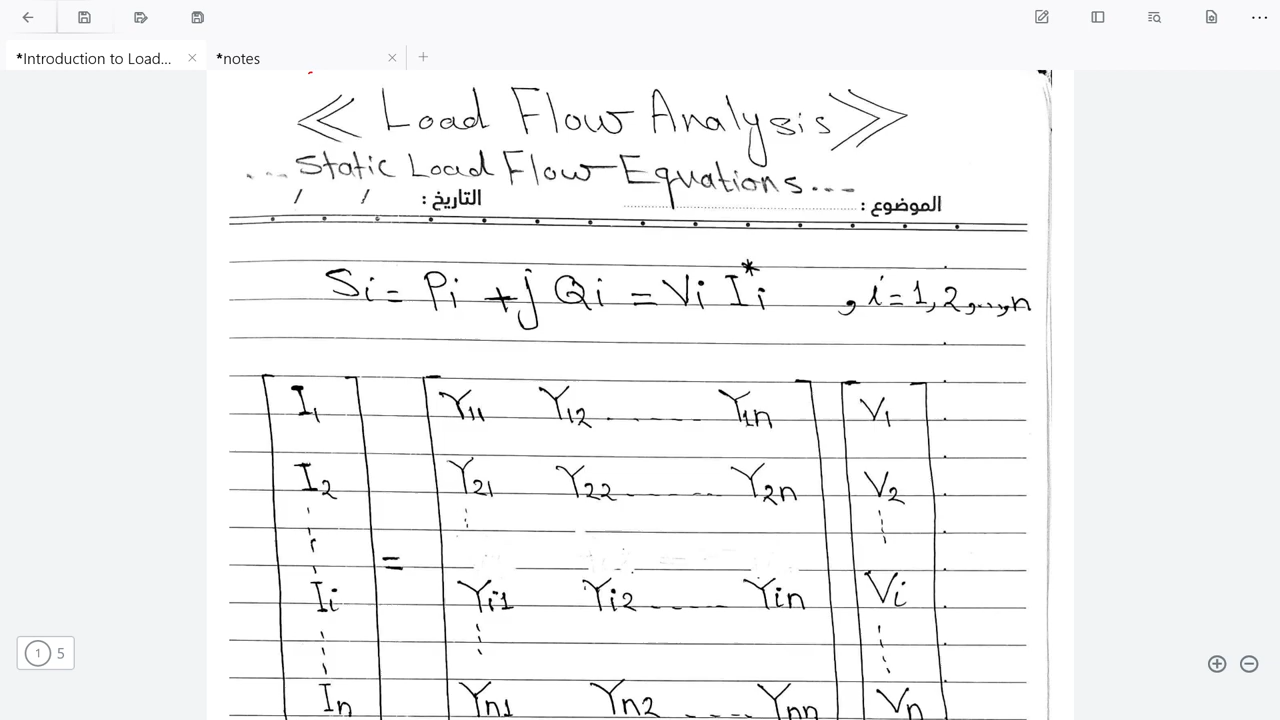 *Introduction to Load...
*notes
<< Load Flow Analysis >>
... Static Load Flow Equations ...
الموضوع : التاريخ : / /
Si = Pi + j Qi = Vi Ii* , i = 1, 2, ..., n
I1 Y11 Y12 ...... Y1n V1
I2 Y21 Y22 ...... Y2n V2
=
Ii Yi1 Yi2 ...... Yin Vi
In Yn1 Yn2 .... Ynn Vn
1 5